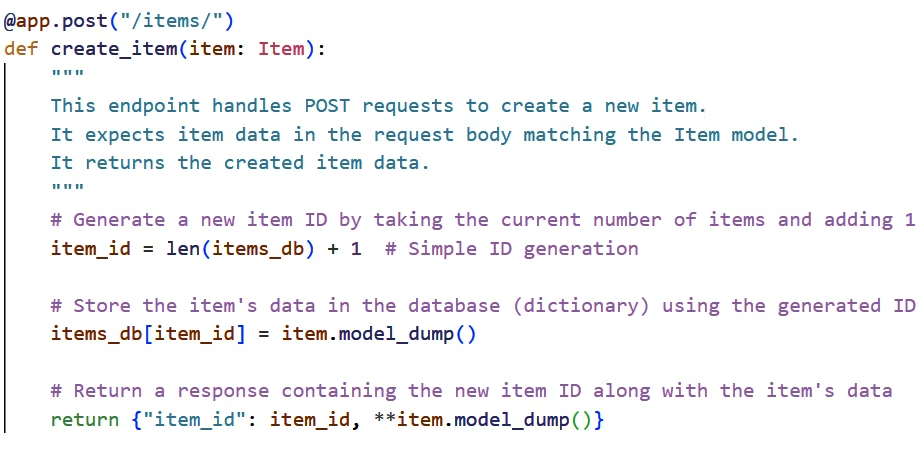 @app.post("/items/")
def create_item(item: Item):
    """
    This endpoint handles POST requests to create a new item.
    It expects item data in the request body matching the Item model.
    It returns the created item data.
    """
    # Generate a new item ID by taking the current number of items and adding 1
    item_id = len(items_db) + 1  # Simple ID generation

    # Store the item's data in the database (dictionary) using the generated ID
    items_db[item_id] = item.model_dump()

    # Return a response containing the new item ID along with the item's data
    return {"item_id": item_id, **item.model_dump()}